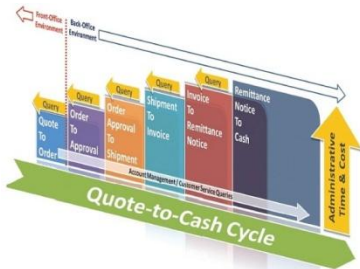 Front-Office
Environment
Back-Office
Environment
Query
Query
Query
Query
Query
Quote
To
Order
Order
To
Approval
Order
Approval
To
Shipment
Shipment
To
Invoice
Invoice
To
Remittance
Notice
Remittance
Notice
To
Cash
Account Management / Customer Service Queries
Administrative
Time & Cost
Quote-to-Cash Cycle